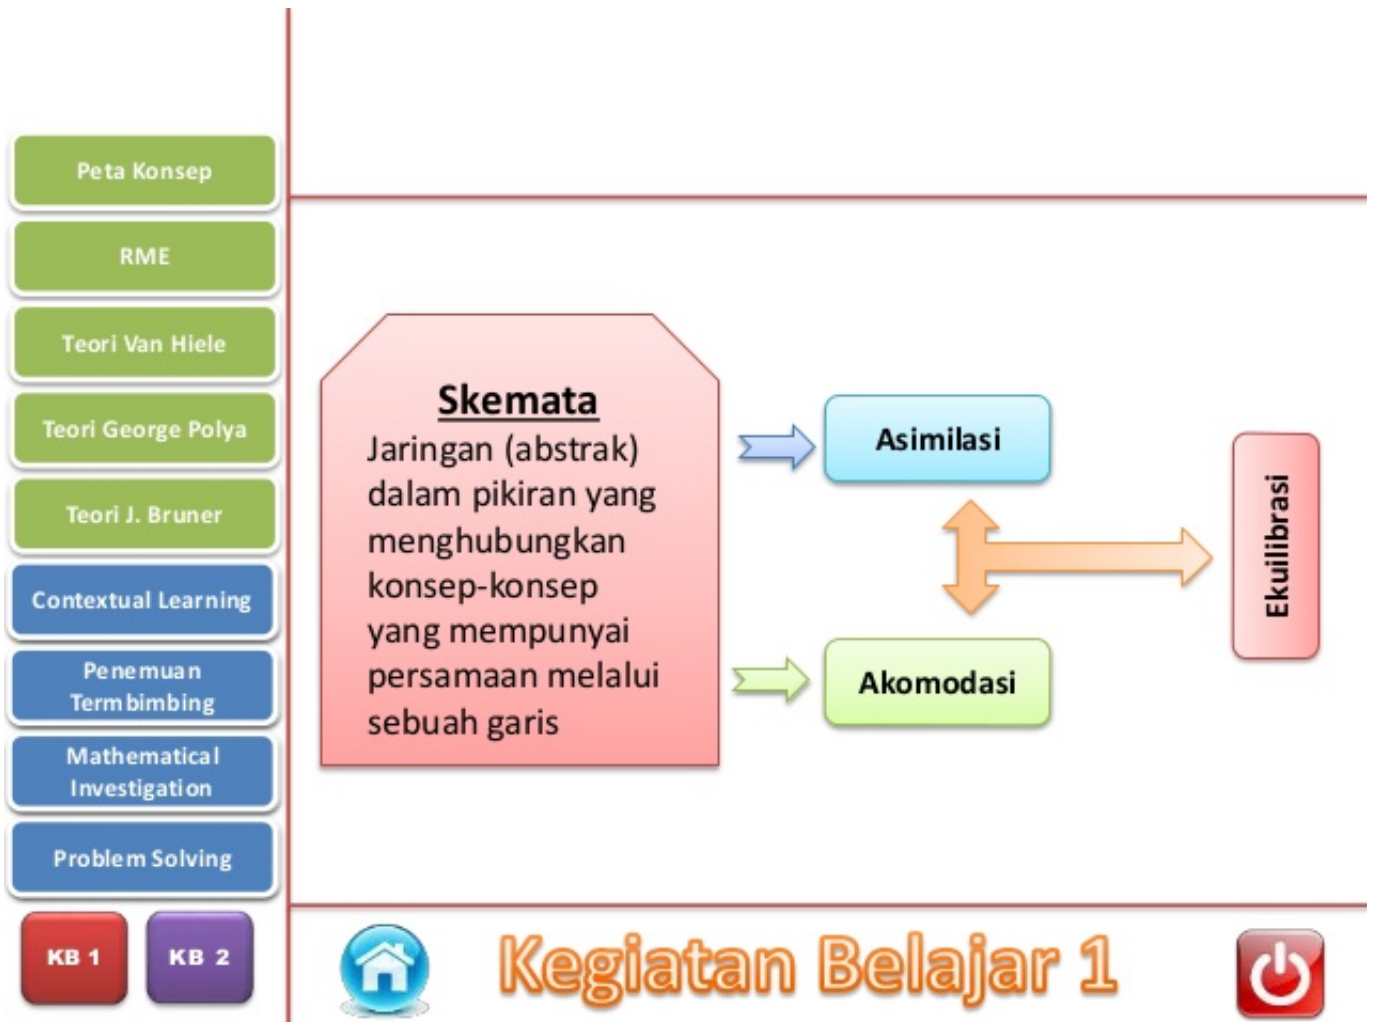 Peta Konsep
RME
Teori Van Hiele
Teori George Polya
Teori J. Bruner
Contextual Learning
Penemuan
Termbimbing
Mathematical
Investigation
Problem Solving
KB 1
KB 2
Skemata
Jaringan (abstrak)
dalam pikiran yang
menghubungkan
konsep-konsep
yang mempunyai
persamaan melalui
sebuah garis
Asimilasi
Akomodasi
Ekuilibrasi
Kegiatan Belajar 1